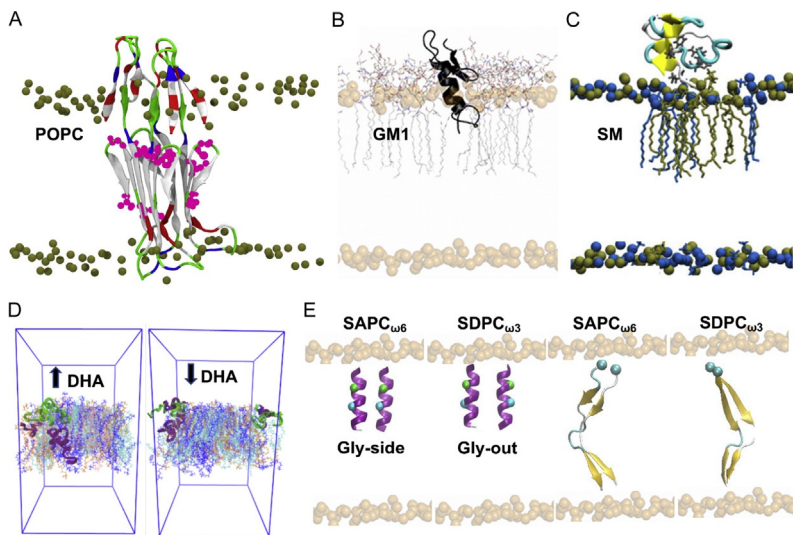 A
B
C
POPC
GM1
SM
D
E
DHA
DHA
SAPCω6
SDPCω3
SAPCω6
SDPCω3
Gly-side
Gly-out